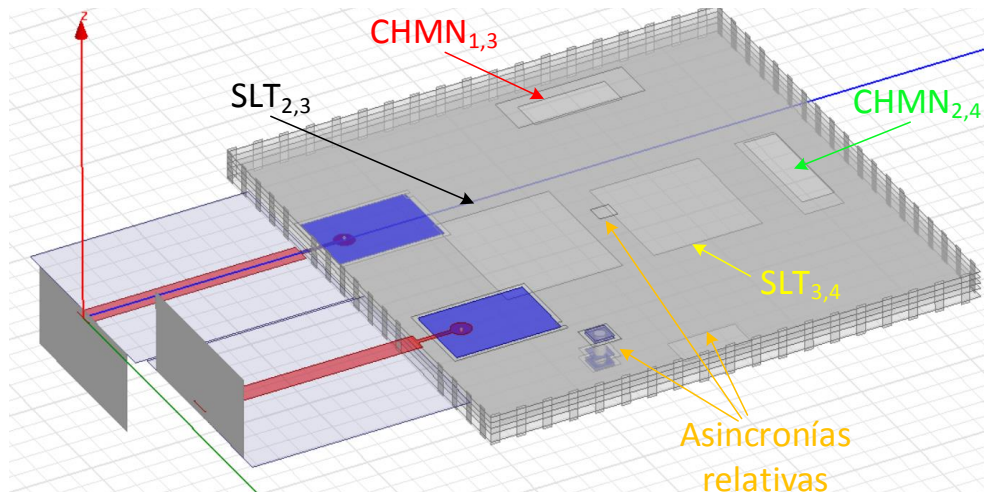 z
CHMN1,3
SLT2,3
CHMN2,4
SLT3,4
Asincronías
relativas